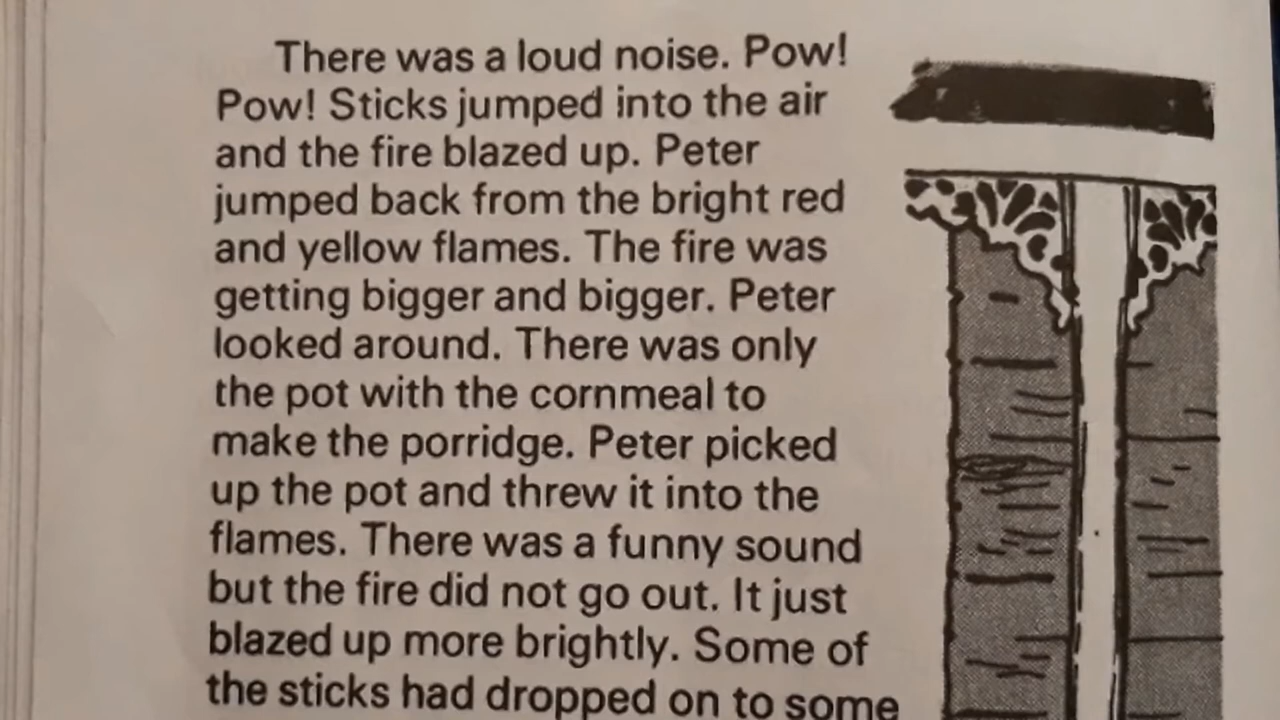 There was a loud noise. Pow!
Pow! Sticks jumped into the air
and the fire blazed up. Peter
jumped back from the bright red
and yellow flames. The fire was
getting bigger and bigger. Peter
looked around. There was only
the pot with the cornmeal to
make the porridge. Peter picked
up the pot and threw it into the
flames. There was a funny sound
but the fire did not go out. It just
blazed up more brightly. Some of
the sticks had dropped on to some